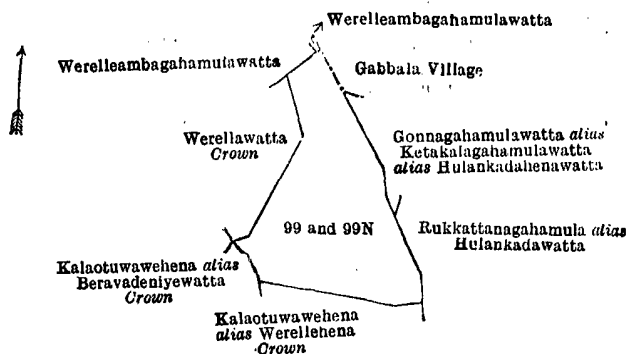 Werelleambagahamulawatta
Werelleambagahamulawatta
Gabbala Village
Werellawatta
Crown
Gonnagahamulawatta alias
Ketakalagahamulawatta
alias Hulankadahenawatta
99 and 99N
Rukkattanagahamula alias
Hulankadawatta
Kalaotuwawehena alias
Beravadeniyewatta
Crown
Kalaotuwawehena
alias Werellehena
Crown